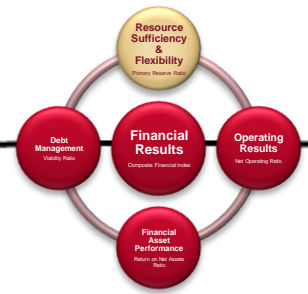 Resource
Sufficiency
&
Flexibility
Primary Reserve Ratio
Debt
Management
Viability Ratio
Financial
Results
Composite Financial Index
Operating
Results
Net Operating Ratio
Financial
Asset
Performance
Return on Net Assets
Ratio